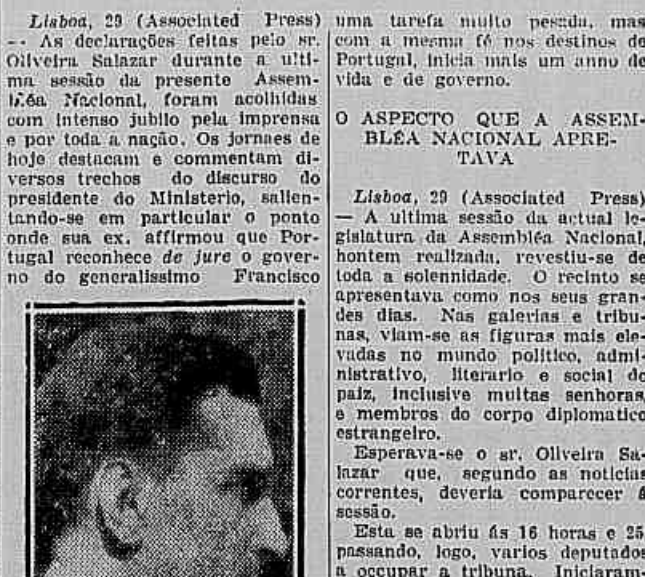 Lisboa, 29 (Associated Press)
— As declarações feitas pelo sr.
Oliveira Salazar durante a ulti-
ma sessão da presente Assem-
bléa Nacional, foram acolhidas
com intenso jubilo pela imprensa
e por toda a nação. Os jornaes de
hoje destacam e commentam di-
versos trechos do discurso do
presidente do Ministerio, salien-
tando-se em particular o ponto
onde sua ex. affirmou que Por-
tugal reconhece de jure o gover-
no do generalissimo Francisco
uma tarefa muito pesada, mas
com a mesma fé nos destinos de
Portugal, inicia mais um anno de
vida e de governo.
O ASPECTO QUE A ASSEM-
BLÉA NACIONAL APRE-
TAVA
Lisboa, 29 (Associated Press)
— A ultima sessão da actual le-
gislatura da Assembléa Nacional,
hontem realizada, revestiu-se de
toda a solennidade. O recinto se
apresentava como nos seus gran-
des dias. Nas galerias e tribu-
nas, viam-se as figuras mais ele-
vadas no mundo politico, admi-
nistrativo, literario e social do
paiz, inclusive muitas senhoras
e membros do corpo diplomatico
estrangeiro.
Esperava-se o sr. Oliveira Sa-
lazar que, segundo as noticias
correntes, deveria comparecer á
sessão.
Esta se abriu ás 16 horas e 25
passando, logo, varios deputados
a occupar a tribuna. Iniciaram-